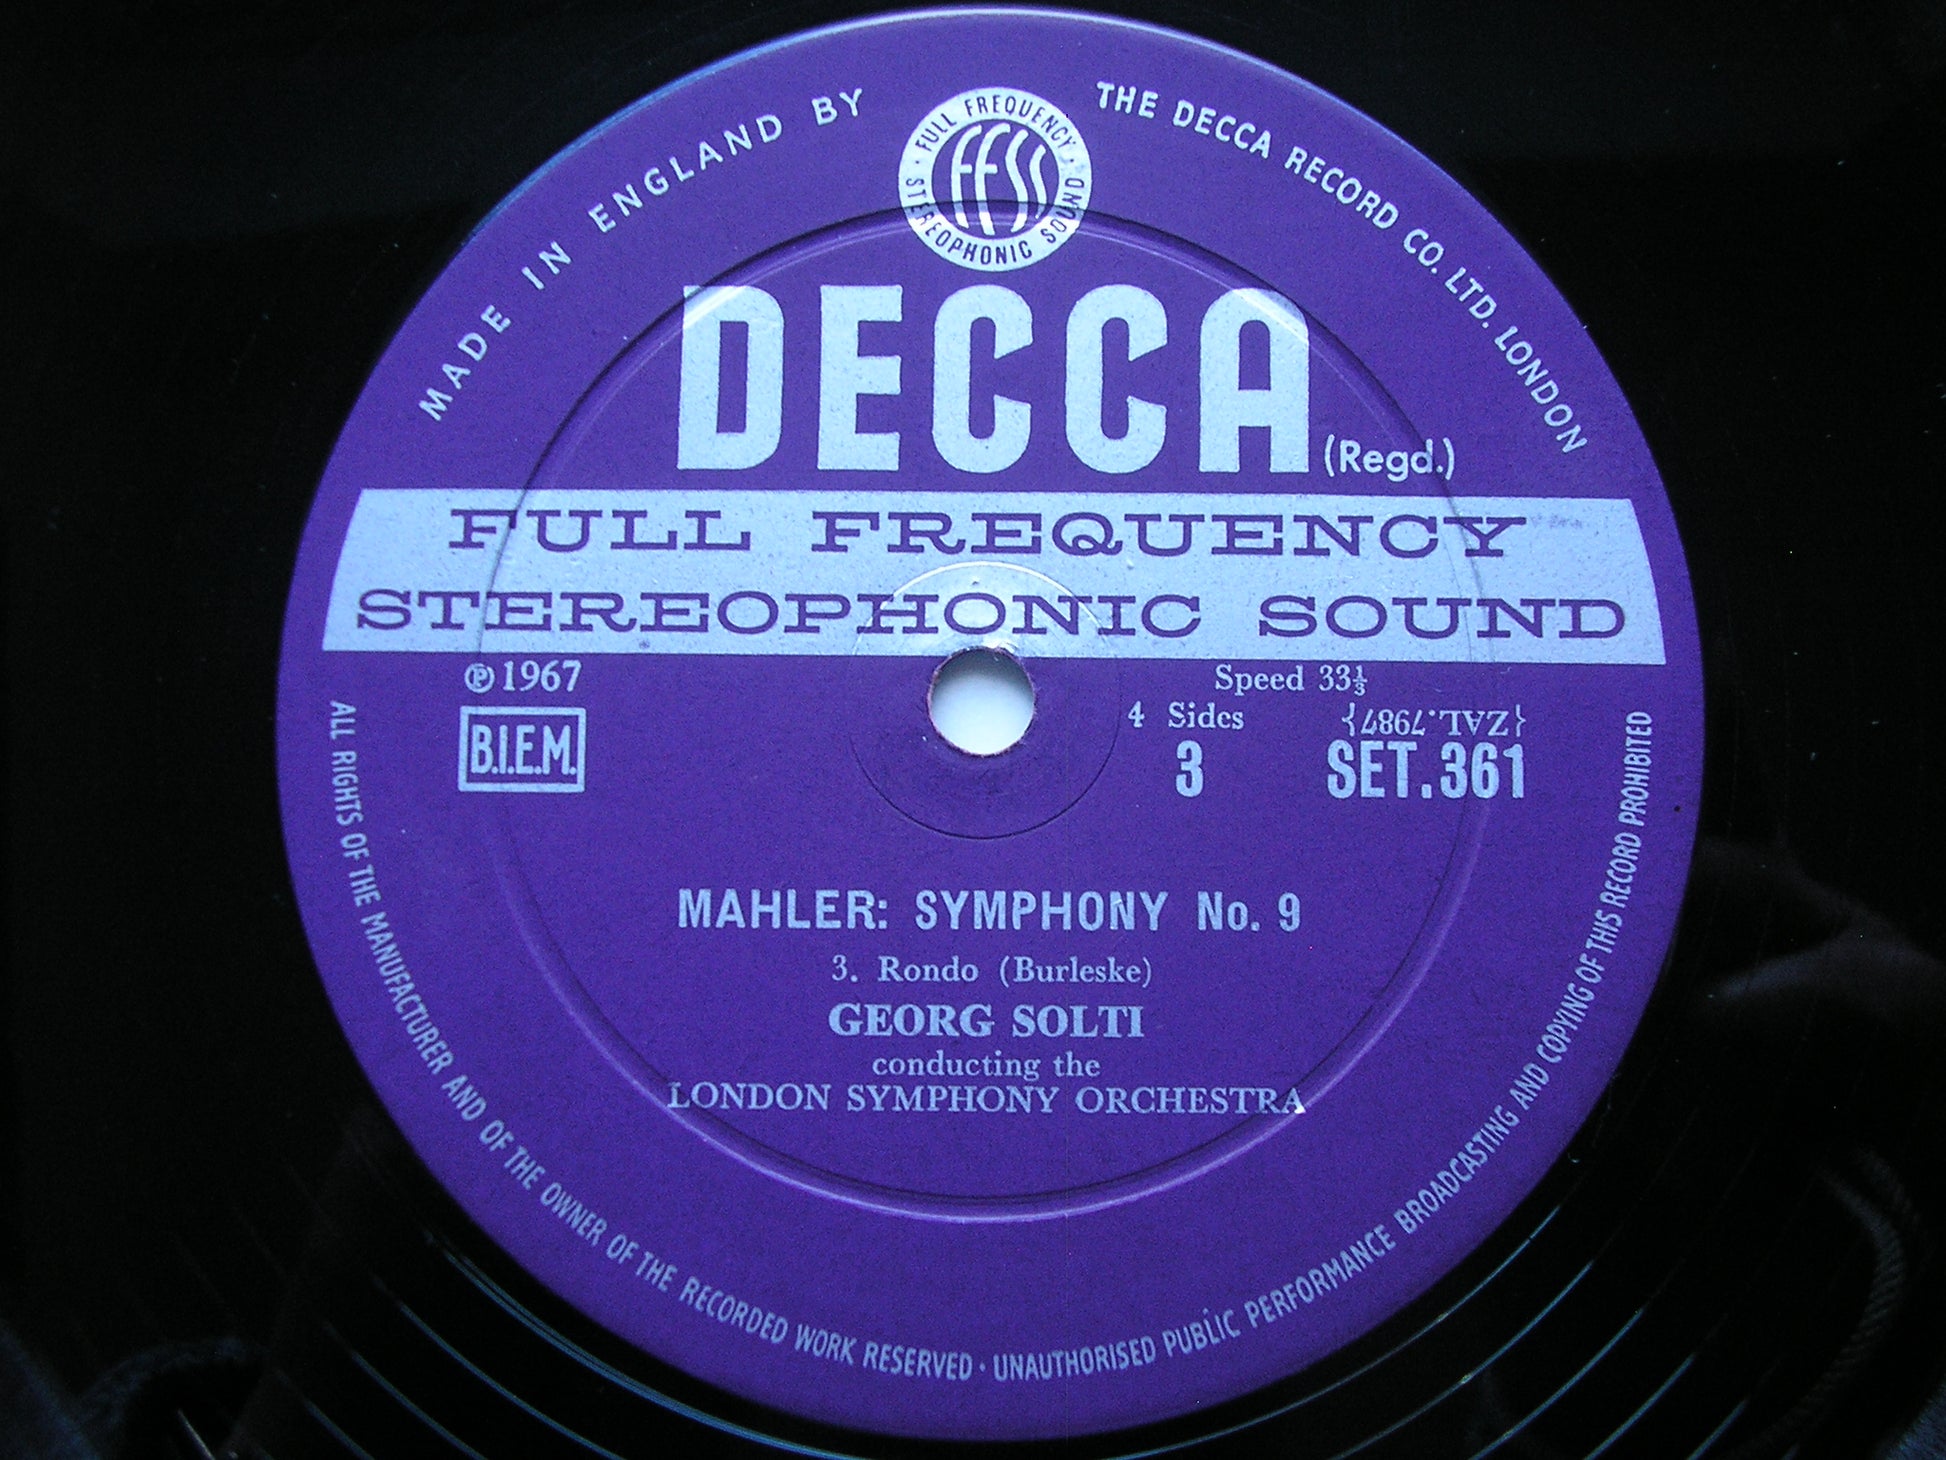 MADE IN ENGLAND BY THE DECCA RECORD CO. LTD. LONDON
FULL FREQUENCY STEREOPHONIC SOUND
FFSS
DECCA (Regd.)
FULL FREQUENCY
STEREOPHONIC SOUND
℗ 1967
Speed 33⅓
B.I.E.M.
4 Sides
{ZAL.7987}
3
SET.361
MAHLER: SYMPHONY No. 9
3. Rondo (Burleske)
GEORG SOLTI
conducting the
LONDON SYMPHONY ORCHESTRA
ALL RIGHTS OF THE MANUFACTURER AND OF THE OWNER OF THE RECORDED WORK RESERVED · UNAUTHORISED PUBLIC PERFORMANCE BROADCASTING AND COPYING OF THIS RECORD PROHIBITED